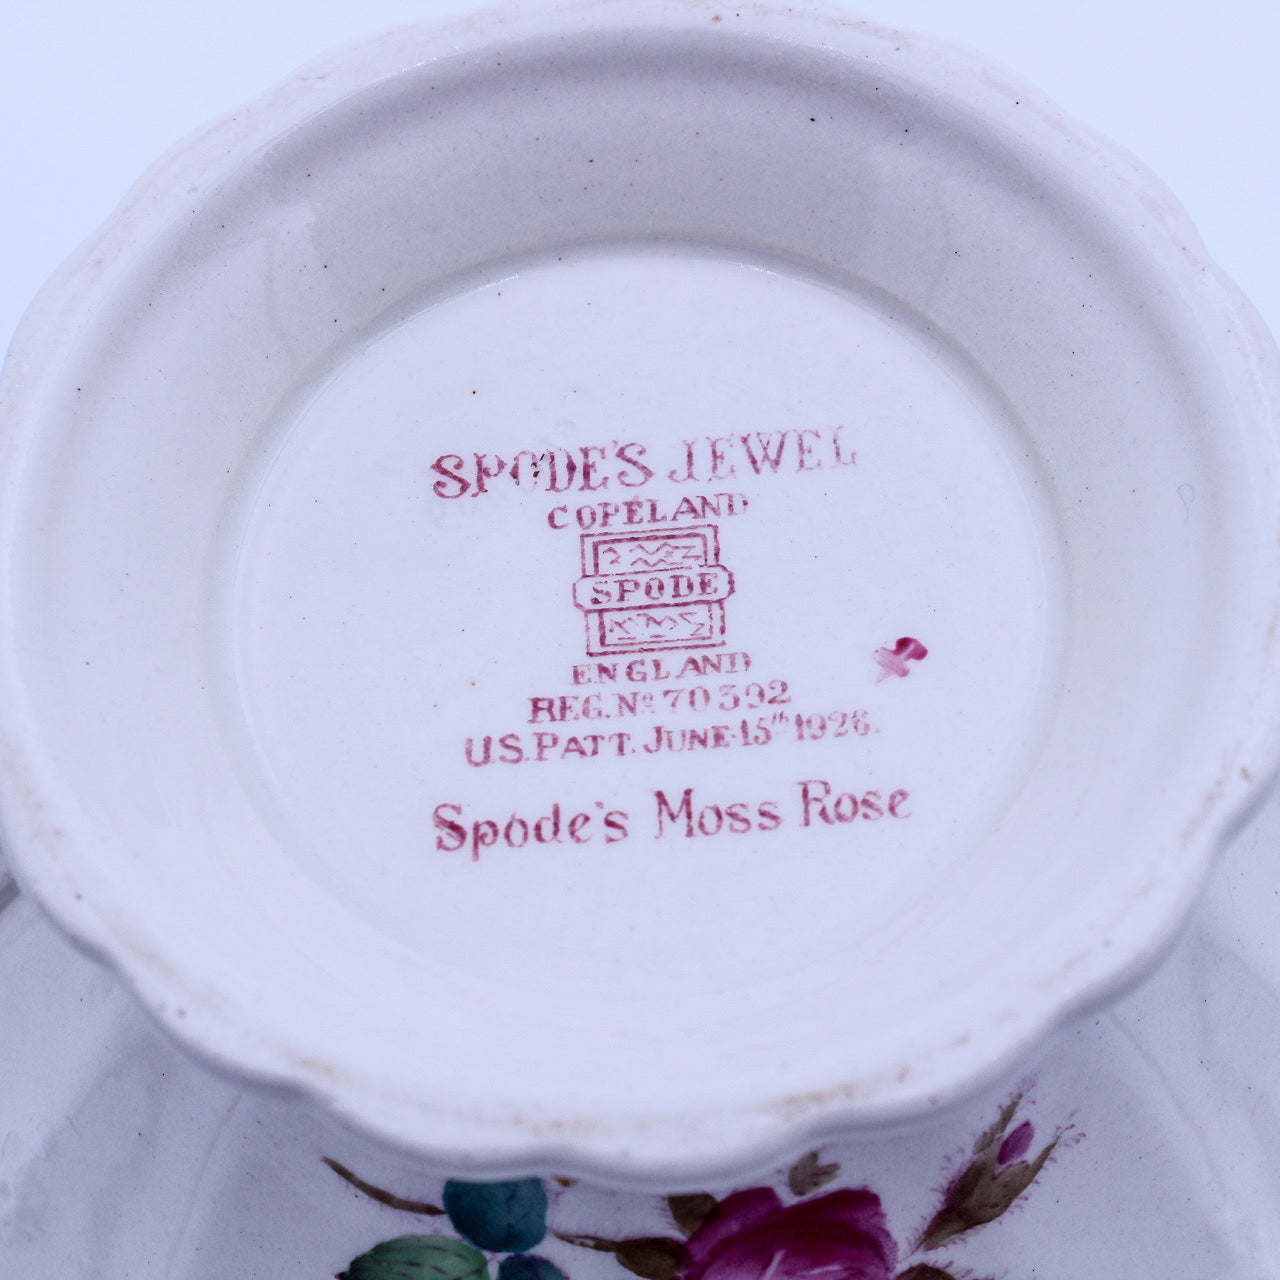 SPODE'S JEWEL
COPELAND
SPODE
ENGLAND
REG. Nº 70392
U.S. PATT. JUNE·15th 1926.
Spode's Moss Rose